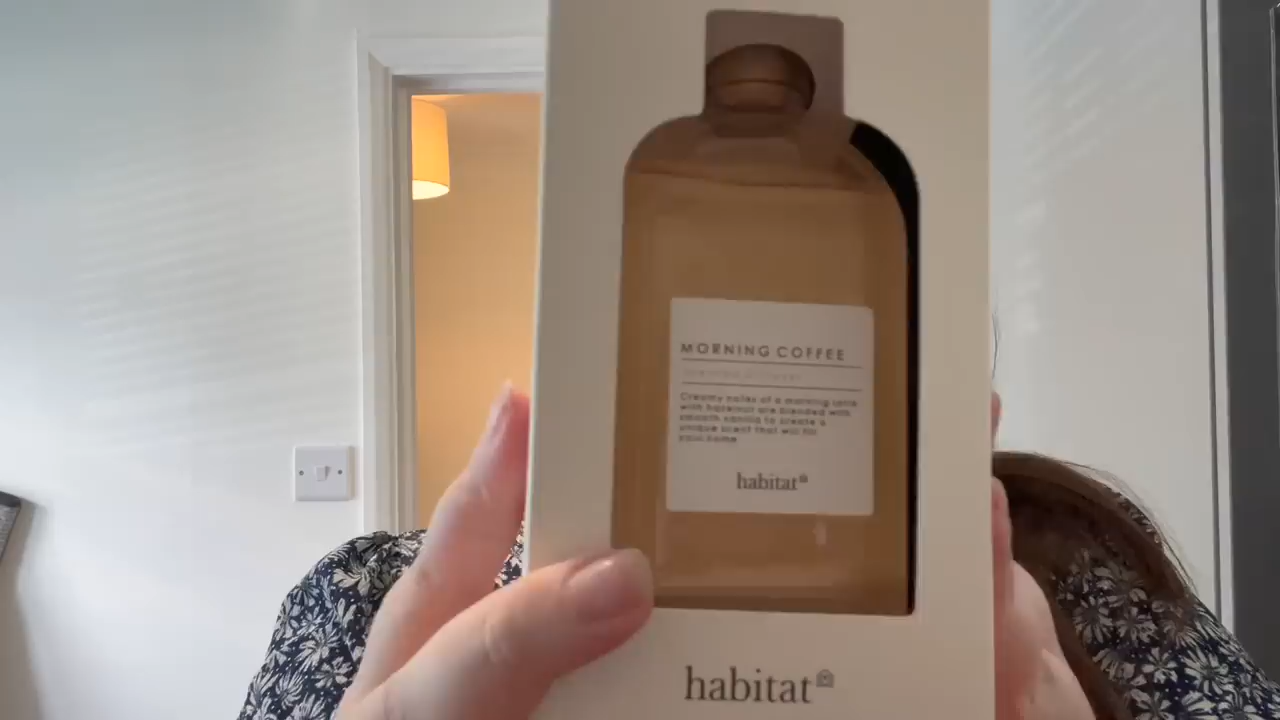 MORNING COFFEE
Creamy notes of a morning latte
with hazelnut are blended with
smooth vanilla to create a
unique scent that will fill
your home
habitat
habitat